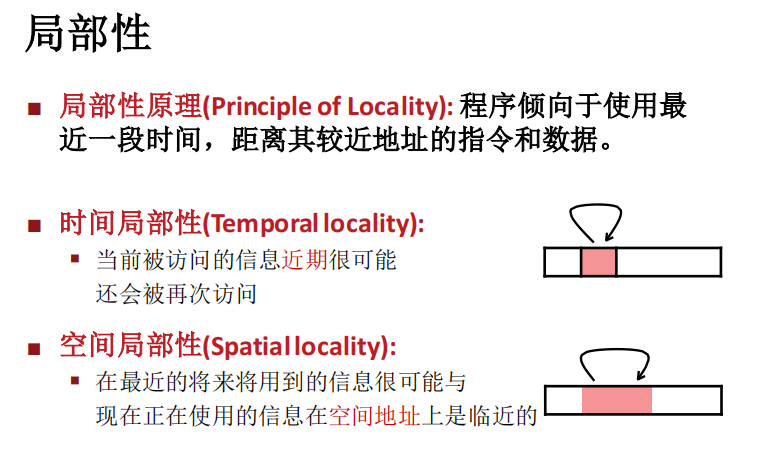 局部性
局部性原理(Principle of Locality): 程序倾向于使用最
近一段时间，距离其较近地址的指令和数据。
时间局部性(Temporal locality):
当前被访问的信息近期很可能
还会被再次访问
空间局部性(Spatial locality):
在最近的将来将用到的信息很可能与
现在正在使用的信息在空间地址上是临近的